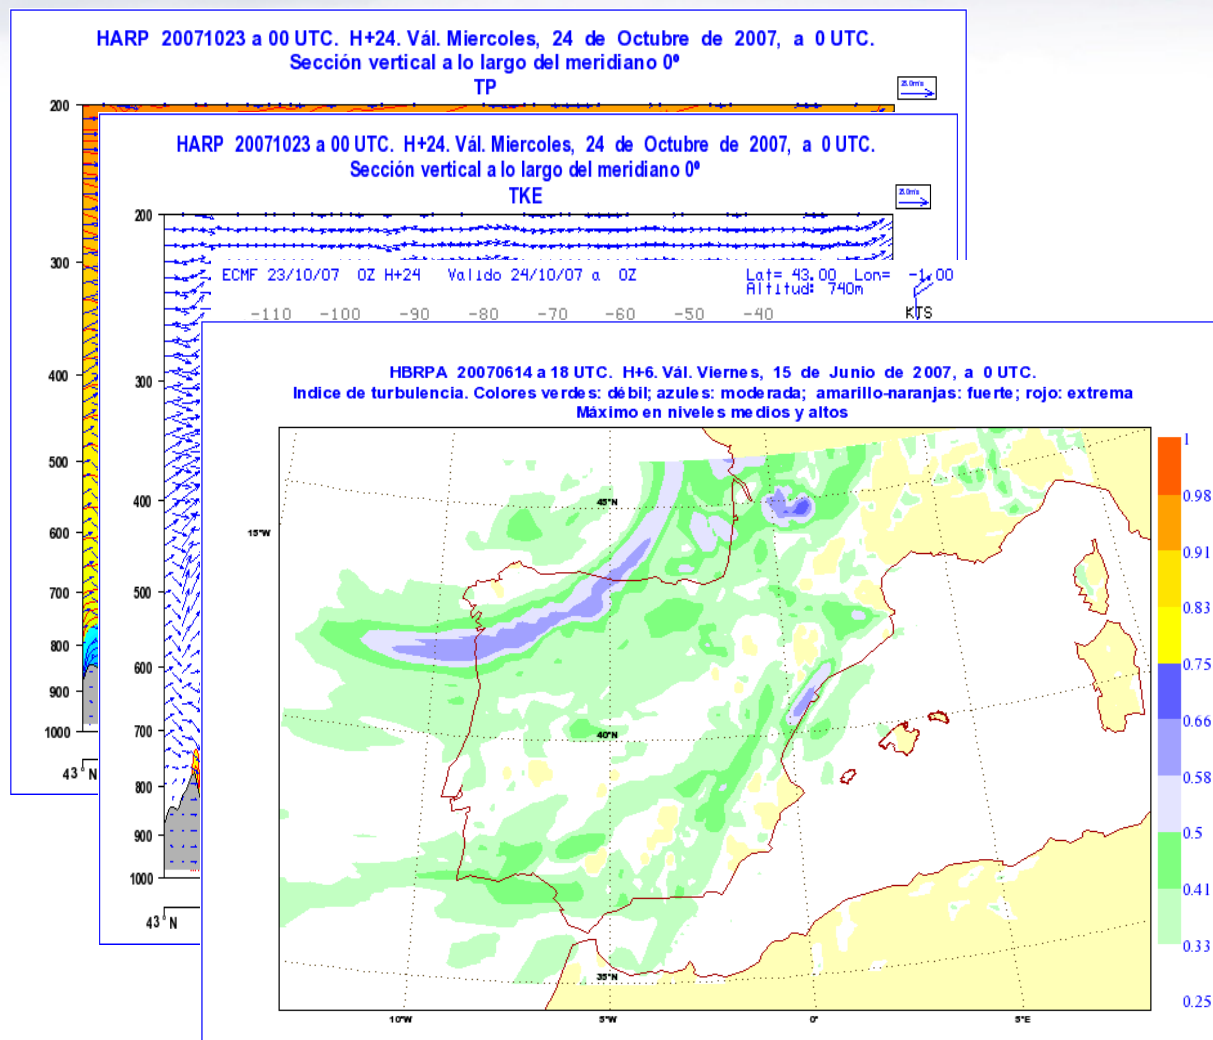 HARP 20071023 a 00 UTC. H+24. Vál. Miercoles, 24 de Octubre de 2007, a 0 UTC.
Sección vertical a lo largo del meridiano 0º
TP
200
300
400
500
600
700
800
900
1000
43°N
HARP 20071023 a 00 UTC. H+24. Vál. Miercoles, 24 de Octubre de 2007, a 0 UTC.
Sección vertical a lo largo del meridiano 0º
TKE
200
300
400
500
600
700
800
900
1000
43°N
ECMF 23/10/07 0Z H+24 Valido 24/10/07 a 0Z
Lat= 43.00 Lon= -1.00
Altitud: 740m
-110 -100 -90 -80 -70 -60 -50 -40
KTS
HBRPA 20070614 a 18 UTC. H+6. Vál. Viernes, 15 de Junio de 2007, a 0 UTC.
Indice de turbulencia. Colores verdes: débil; azules: moderada; amarillo-naranjas: fuerte; rojo: extrema
Máximo en niveles medios y altos
45°N
15°W
40°N
35°N
10°W 5°W 0° 5°E
1
0.98
0.91
0.83
0.75
0.66
0.58
0.5
0.41
0.33
0.25